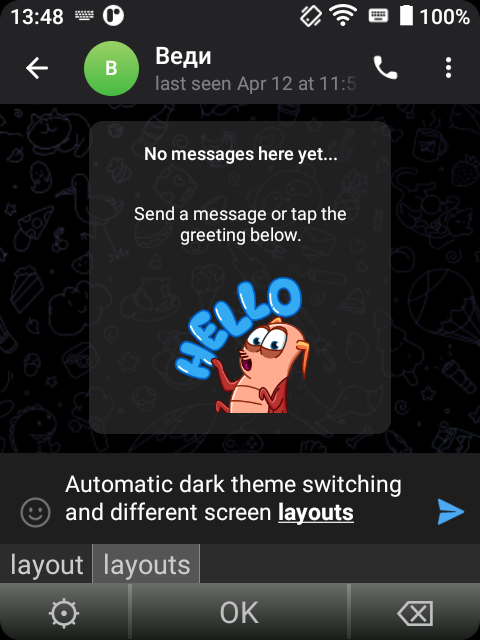 13:48
100%
Веди
last seen Apr 12 at 11:5
В
No messages here yet...
Send a message or tap the
greeting below.
HELLO
Automatic dark theme switching
and different screen layouts
layout
layouts
OK